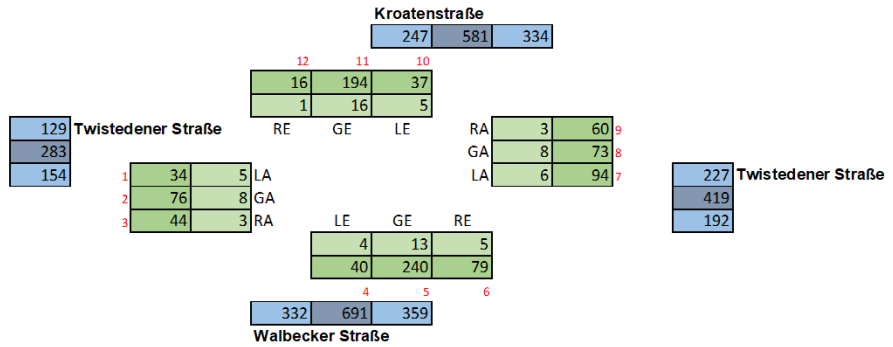 Kroatenstraße
247 581 334
12 11 10
16 194 37
1 16 5
RE GE LE
129 Twistedener Straße
283
154
RA 3 60 9
GA 8 73 8
LA 6 94 7
1 34 5 LA
2 76 8 GA
3 44 3 RA
227 Twistedener Straße
419
192
LE GE RE
4 13 5
40 240 79
4 5 6
332 691 359
Walbecker Straße